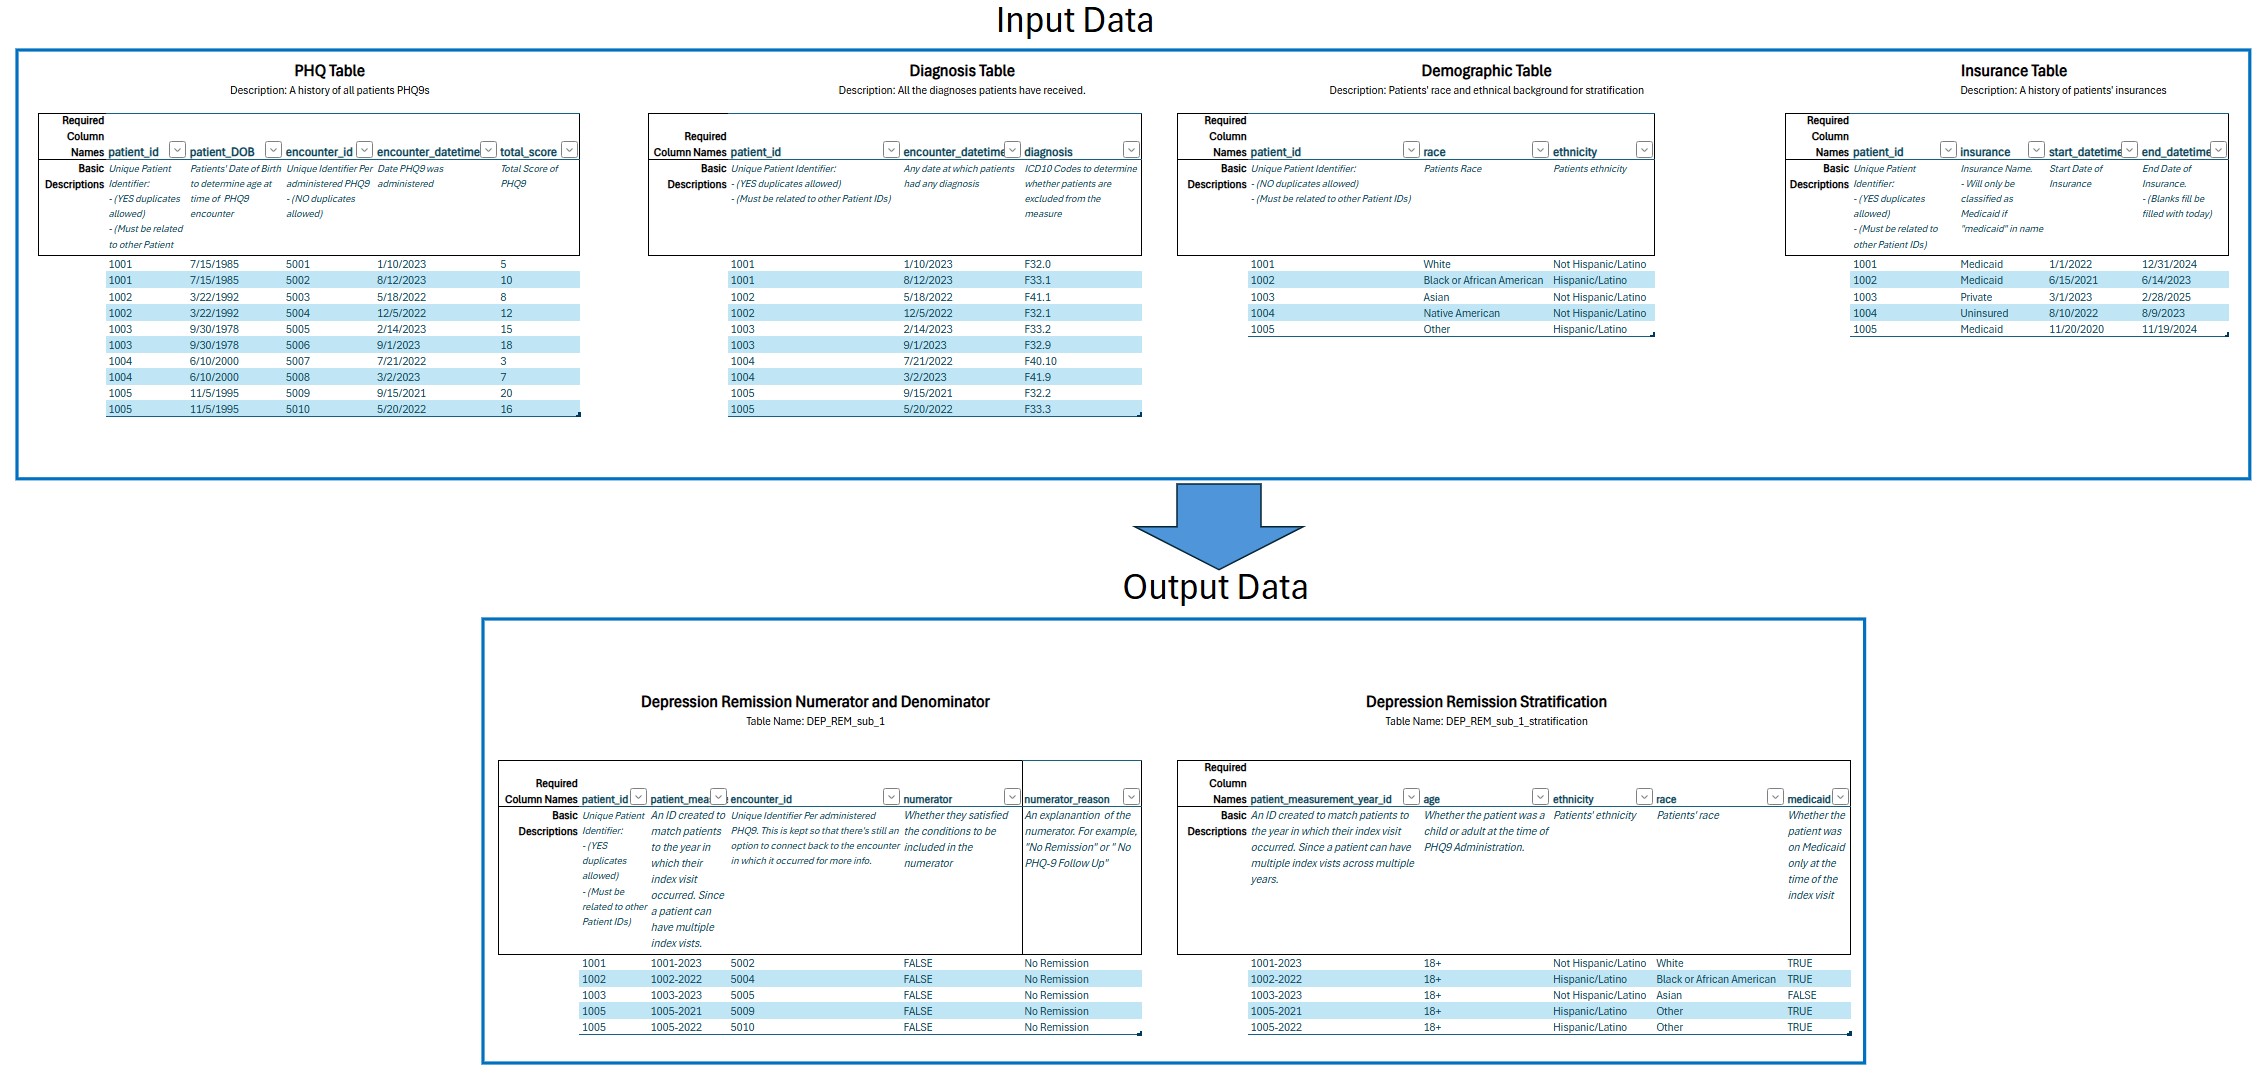 Input Data
PHQ Table
Description: A history of all patients PHQ9s
Required
Column
Names patient_id patient_DOB encounter_id encounter_datetime total_score
Basic Unique Patient Patients' Date of Birth Unique Identifier Per Date PHQ9 was Total Score of
Descriptions Identifier: to determine age at administered PHQ9 administered PHQ9
- (YES duplicates time of PHQ9 - (NO duplicates
allowed) encounter allowed)
- (Must be related
to other Patient
1001 7/15/1985 5001 1/10/2023 5
1001 7/15/1985 5002 8/12/2023 10
1002 3/22/1992 5003 5/18/2022 8
1002 3/22/1992 5004 12/5/2022 12
1003 9/30/1978 5005 2/14/2023 15
1003 9/30/1978 5006 9/1/2023 18
1004 6/10/2000 5007 7/21/2022 3
1004 6/10/2000 5008 3/2/2023 7
1005 11/5/1995 5009 9/15/2021 20
1005 11/5/1995 5010 5/20/2022 16
Diagnosis Table
Description: All the diagnoses patients have received.
Required
Column Names patient_id encounter_datetime diagnosis
Basic Unique Patient Identifier: Any date at which patients ICD10 Codes to determine
Descriptions - (YES duplicates allowed) had any diagnosis whether patients are
- (Must be related to other Patient IDs) excluded from the
measure
1001 1/10/2023 F32.0
1001 8/12/2023 F33.1
1002 5/18/2022 F41.1
1002 12/5/2022 F32.1
1003 2/14/2023 F33.2
1003 9/1/2023 F32.9
1004 7/21/2022 F40.10
1004 3/2/2023 F41.9
1005 9/15/2021 F32.2
1005 5/20/2022 F33.3
Demographic Table
Description: Patients' race and ethnical background for stratification
Required
Column
Names patient_id race ethnicity
Basic Unique Patient Identifier: Patients Race Patients ethnicity
Descriptions - (NO duplicates allowed)
- (Must be related to other Patient IDs)
1001 White Not Hispanic/Latino
1002 Black or African American Hispanic/Latino
1003 Asian Not Hispanic/Latino
1004 Native American Not Hispanic/Latino
1005 Other Hispanic/Latino
Insurance Table
Description: A history of patients' insurances
Required
Column
Names patient_id insurance start_datetime end_datetime
Basic Unique Patient Insurance Name. Start Date of End Date of
Descriptions Identifier: - Will only be Insurance Insurance.
- (YES duplicates classified as - (Blanks fill be
allowed) Medicaid if filled with today)
- (Must be related to "medicaid" in name
other Patient IDs)
1001 Medicaid 1/1/2022 12/31/2024
1002 Medicaid 6/15/2021 6/14/2023
1003 Private 3/1/2023 2/28/2025
1004 Uninsured 8/10/2022 8/9/2023
1005 Medicaid 11/20/2020 11/19/2024
Output Data
Depression Remission Numerator and Denominator
Table Name: DEP_REM_sub_1
Required
Column Names patient_id patient_mea encounter_id numerator numerator_reason
Basic Unique Patient An ID created to Unique Identifier Per administered Whether they satisfied An explanantion of the
Descriptions Identifier: match patients PHQ9. This is kept so that there's still an the conditions to be numerator. For example,
- (YES to the year in option to connect back to the encounter included in the "No Remission" or " No
duplicates which their in which it occurred for more info. numerator PHQ-9 Follow Up"
allowed) index visit
- (Must be occurred. Since
related to other a patient can
Patient IDs) have multiple
index vists.
1001 1001-2023 5002 FALSE No Remission
1002 1002-2022 5004 FALSE No Remission
1003 1003-2023 5005 FALSE No Remission
1005 1005-2021 5009 FALSE No Remission
1005 1005-2022 5010 FALSE No Remission
Depression Remission Stratification
Table Name: DEP_REM_sub_1_stratification
Required
Column
Names patient_measurement_year_id age ethnicity race medicaid
Basic An ID created to match patients to Whether the patient was a Patients' ethnicity Patients' race Whether the
Descriptions the year in which their index visit child or adult at the time of patient was
occurred. Since a patient can have PHQ9 Administration. on Medicaid
multiple index vists across multiple only at the
years. time of the
index visit
1001-2023 18+ Not Hispanic/Latino White TRUE
1002-2022 18+ Hispanic/Latino Black or African American TRUE
1003-2023 18+ Not Hispanic/Latino Asian FALSE
1005-2021 18+ Hispanic/Latino Other TRUE
1005-2022 18+ Hispanic/Latino Other TRUE